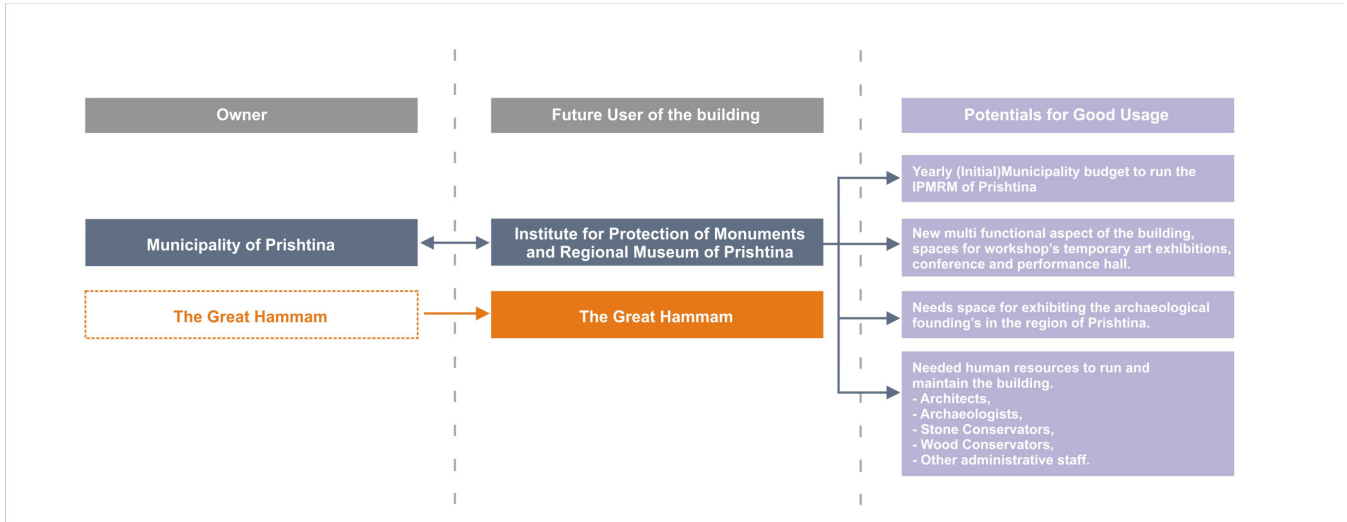 Owner
Future User of the building
Potentials for Good Usage
Municipality of Prishtina
Institute for Protection of Monuments
and Regional Museum of Prishtina
The Great Hammam
The Great Hammam
Yearly (Initial)Municipality budget to run the
IPMRM of Prishtina
New multi functional aspect of the building,
spaces for workshop's temporary art exhibitions,
conference and performance hall.
Needs space for exhibiting the archaeological
founding's in the region of Prishtina.
Needed human resources to run and
maintain the building.
- Architects,
- Archaeologists,
- Stone Conservators,
- Wood Conservators,
- Other administrative staff.